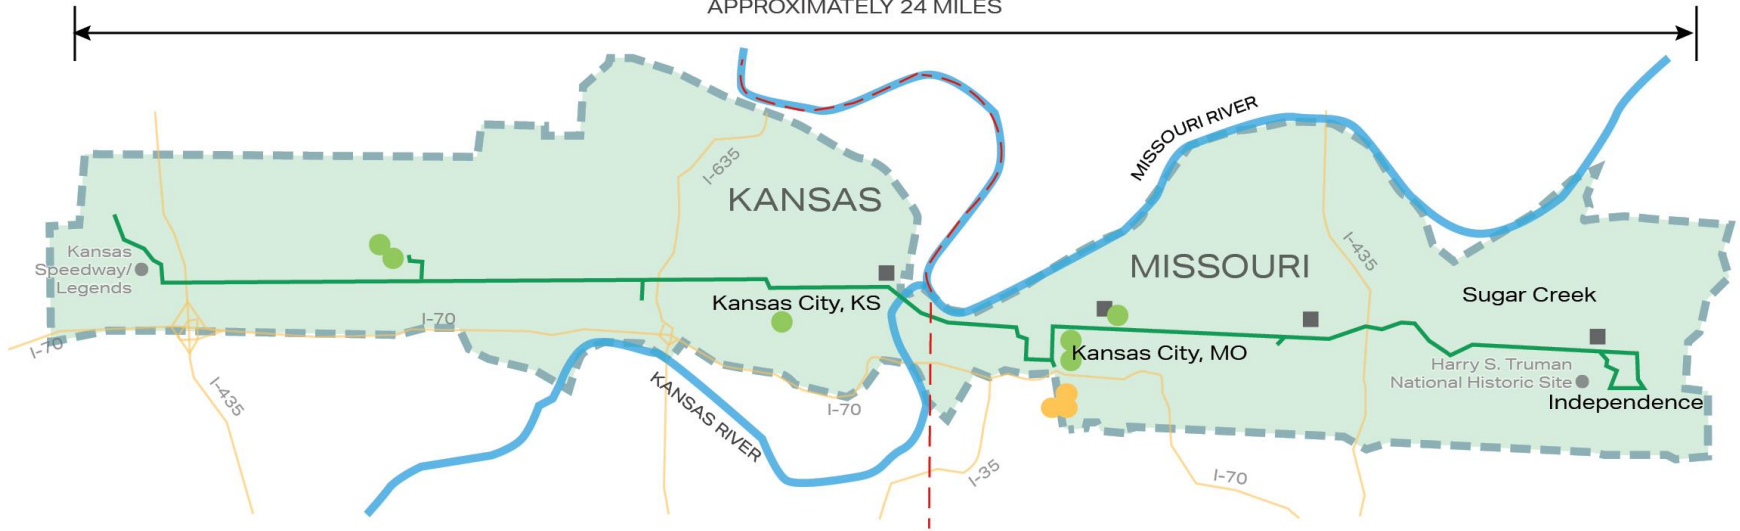 APPROXIMATELY 24 MILES
MISSOURI RIVER
I-635
KANSAS
I-435
MISSOURI
Kansas
Speedway/
Legends
Sugar Creek
Kansas City, KS
I-70
I-70
Kansas City, MO
Harry S. Truman
National Historic Site
Independence
I-435
KANSAS RIVER
I-70
I-35
I-70